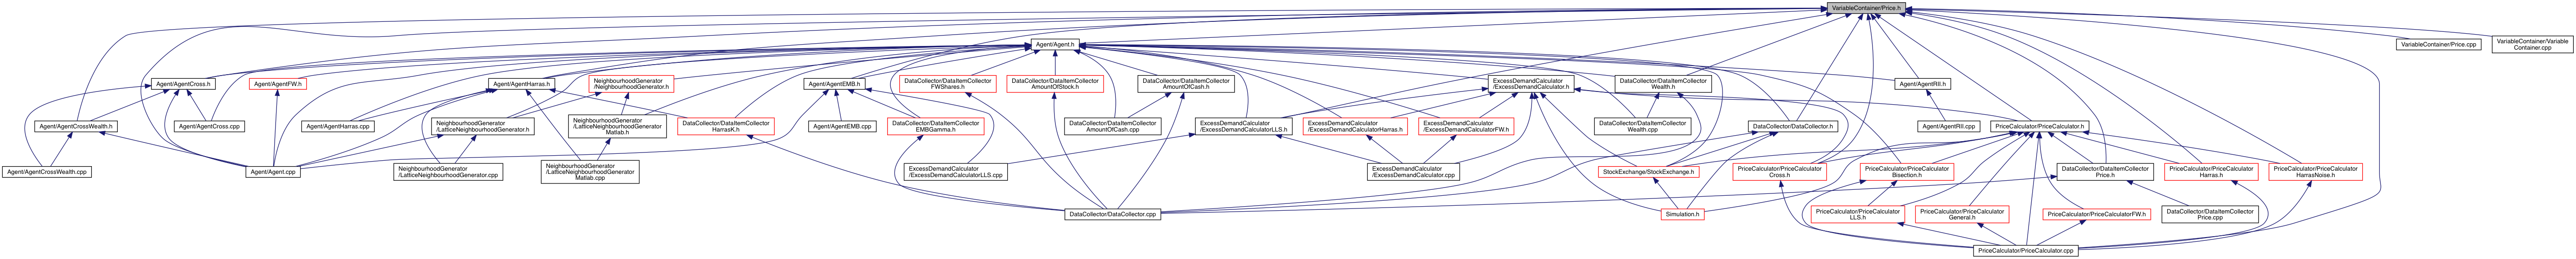 VariableContainer/Price.h
Agent/Agent.h
VariableContainer/Price.cpp
VariableContainer/Variable
Container.cpp
Agent/AgentCross.h
Agent/AgentFW.h
Agent/AgentHarras.h
NeighbourhoodGenerator
/NeighbourhoodGenerator.h
Agent/AgentEMB.h
DataCollector/DataItemCollector
FWShares.h
DataCollector/DataItemCollector
AmountOfStock.h
DataCollector/DataItemCollector
AmountOfCash.h
ExcessDemandCalculator
/ExcessDemandCalculator.h
DataCollector/DataItemCollector
Wealth.h
Agent/AgentRII.h
Agent/AgentCrossWealth.h
Agent/AgentCross.cpp
Agent/AgentHarras.cpp
NeighbourhoodGenerator
/LatticeNeighbourhoodGenerator.h
NeighbourhoodGenerator
/LatticeNeighbourhoodGenerator
Matlab.h
DataCollector/DataItemCollector
HarrasK.h
Agent/AgentEMB.cpp
DataCollector/DataItemCollector
EMBGamma.h
DataCollector/DataItemCollector
AmountOfCash.cpp
ExcessDemandCalculator
/ExcessDemandCalculatorLLS.h
ExcessDemandCalculator
/ExcessDemandCalculatorHarras.h
ExcessDemandCalculator
/ExcessDemandCalculatorFW.h
DataCollector/DataItemCollector
Wealth.cpp
DataCollector/DataCollector.h
Agent/AgentRII.cpp
PriceCalculator/PriceCalculator.h
Agent/AgentCrossWealth.cpp
Agent/Agent.cpp
NeighbourhoodGenerator
/LatticeNeighbourhoodGenerator.cpp
NeighbourhoodGenerator
/LatticeNeighbourhoodGenerator
Matlab.cpp
ExcessDemandCalculator
/ExcessDemandCalculatorLLS.cpp
ExcessDemandCalculator
/ExcessDemandCalculator.cpp
StockExchange/StockExchange.h
PriceCalculator/PriceCalculator
Cross.h
PriceCalculator/PriceCalculator
Bisection.h
DataCollector/DataItemCollector
Price.h
PriceCalculator/PriceCalculator
Harras.h
PriceCalculator/PriceCalculator
HarrasNoise.h
DataCollector/DataCollector.cpp
Simulation.h
PriceCalculator/PriceCalculator
LLS.h
PriceCalculator/PriceCalculator
General.h
PriceCalculator/PriceCalculatorFW.h
DataCollector/DataItemCollector
Price.cpp
PriceCalculator/PriceCalculator.cpp